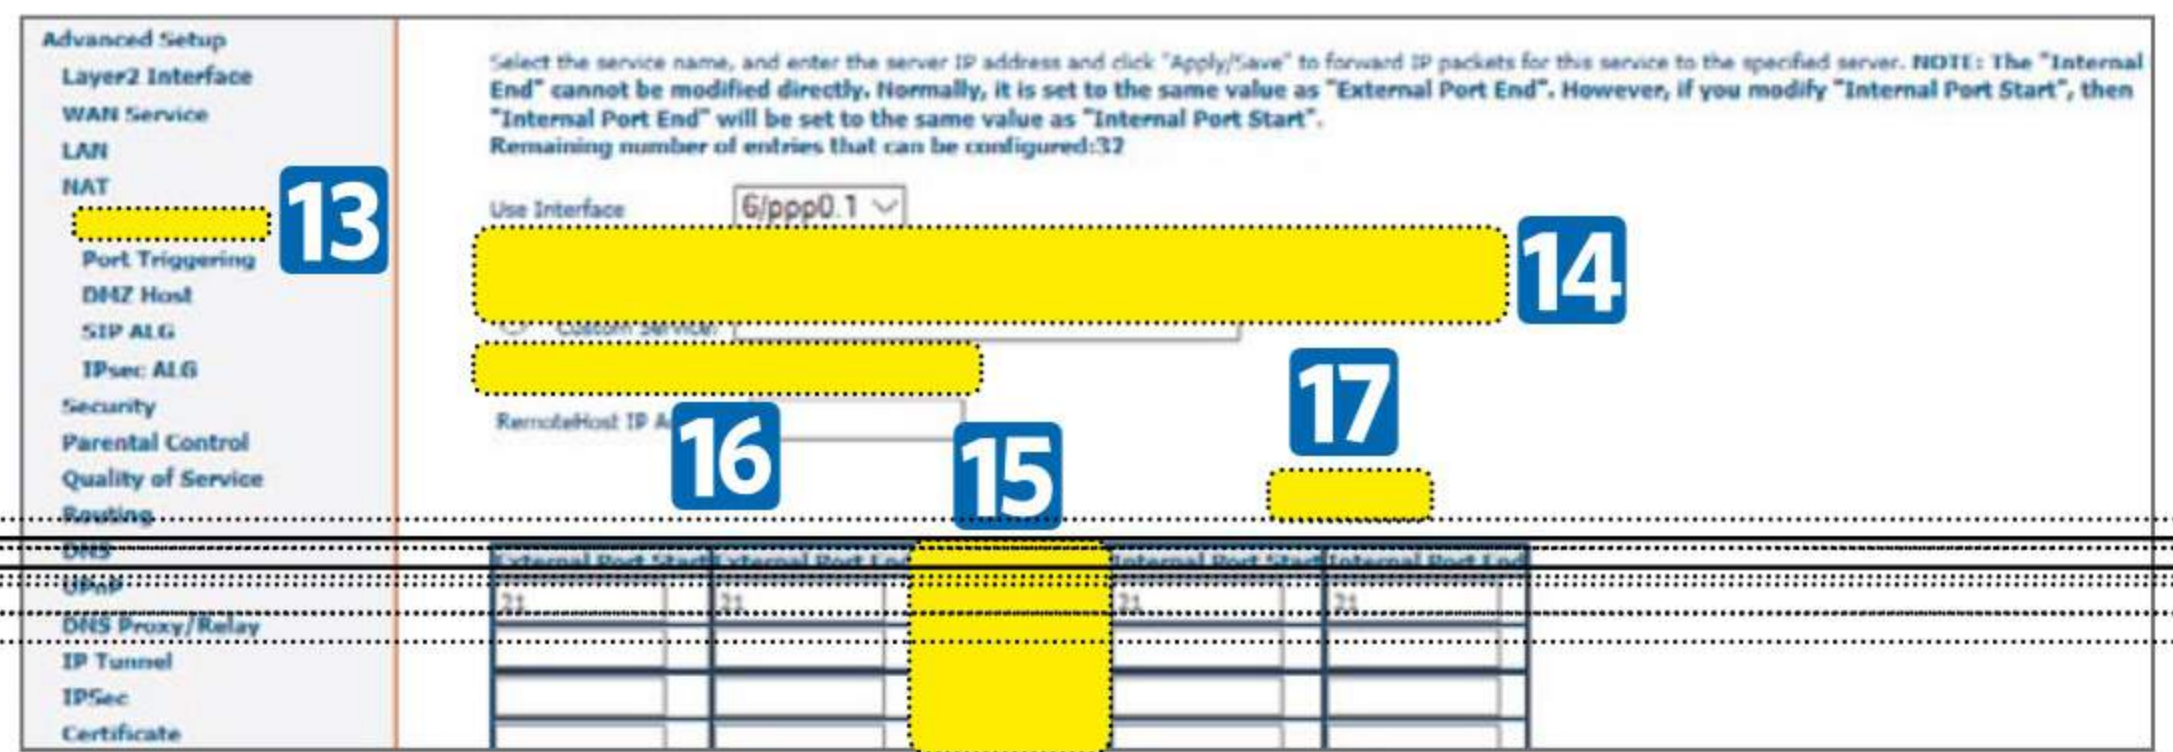 Advanced Setup
Layer2 Interface
WAN Service
LAN
NAT
13
Port Triggering
DMZ Host
SIP ALG
IPsec ALG
Security
Parental Control
Quality of Service
Routing
DNS
UPnP
DNS Proxy/Relay
IP Tunnel
IPSec
Certificate
Select the service name, and enter the server IP address and click "Apply/Save" to forward IP packets for this service to the specified server. NOTE: The "Internal
End" cannot be modified directly. Normally, it is set to the same value as "External Port End". However, if you modify "Internal Port Start", then
"Internal Port End" will be set to the same value as "Internal Port Start".
Remaining number of entries that can be configured:32
Use Interface 6/ppp0.1
14
Custom Service:
RemoteHost IP
16
15
17
External Port Start External Port End Internal Port Start Internal Port End
21 21 21 21